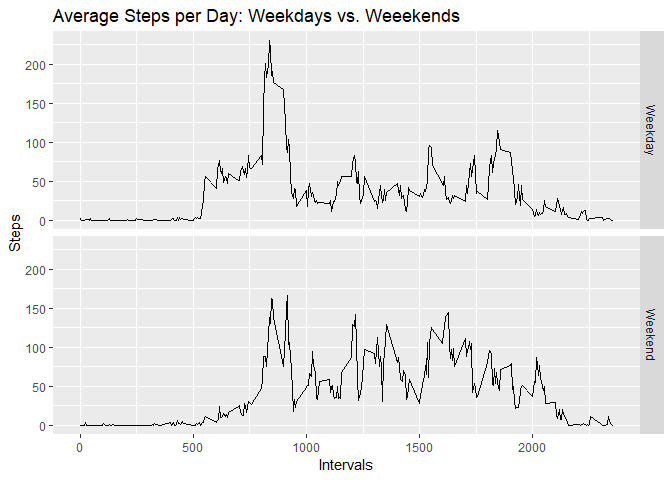 Average Steps per Day: Weekdays vs. Weeekends
200
150
100
50
0
Weekday
Steps
200
150
100
50
0
Weekend
0 500 1000 1500 2000
Intervals